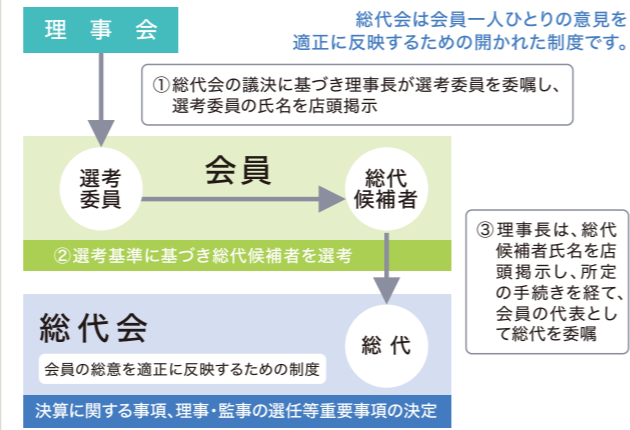 理事会
総代会は会員一人ひとりの意見を
適正に反映するための開かれた制度です。
①総代会の議決に基づき理事長が選考委員を委嘱し、
選考委員の氏名を店頭掲示
会員
選考
委員
総代
候補者
②選考基準に基づき総代候補者を選考
③理事長は、総代
候補者氏名を店
頭掲示し、所定
の手続きを経て、
会員の代表とし
て総代を委嘱
総代会
会員の総意を適正に反映するための制度
総代
決算に関する事項、理事・監事の選任等重要事項の決定